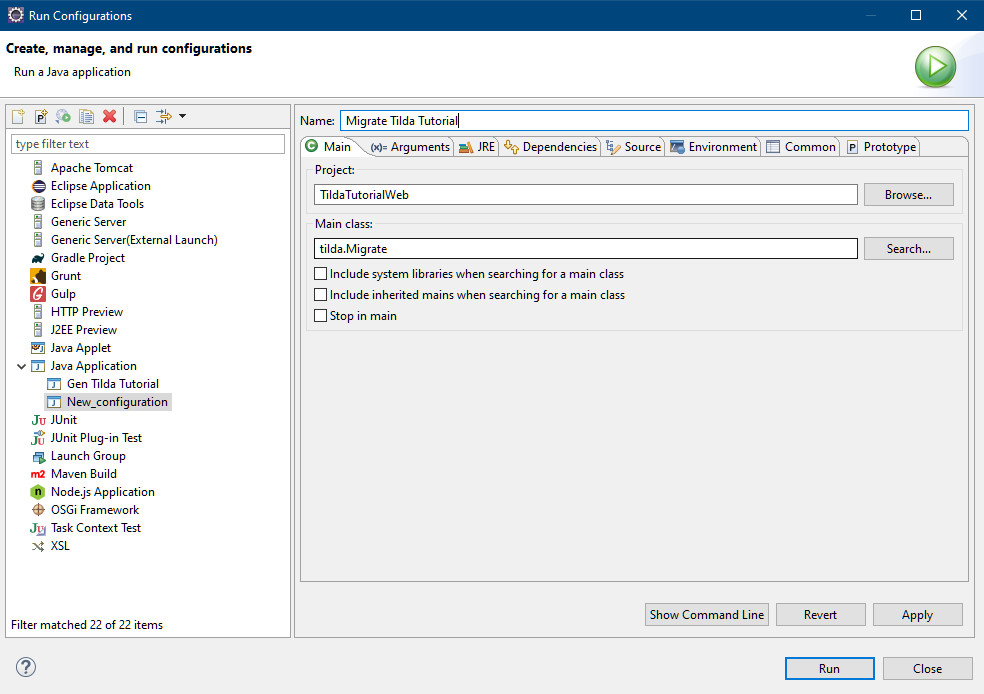 Run Configurations
Create, manage, and run configurations
Run a Java application
type filter text
Apache Tomcat
Eclipse Application
Eclipse Data Tools
Generic Server
Generic Server(External Launch)
Gradle Project
Grunt
Gulp
HTTP Preview
J2EE Preview
Java Applet
Java Application
Gen Tilda Tutorial
New_configuration
JUnit
JUnit Plug-in Test
Launch Group
Maven Build
Node.js Application
OSGi Framework
Task Context Test
XSL
Filter matched 22 of 22 items
Name: Migrate Tilda Tutorial
Main (x)= Arguments JRE Dependencies Source Environment Common Prototype
Project:
TildaTutorialWeb Browse...
Main class:
tilda.Migrate Search...
Include system libraries when searching for a main class
Include inherited mains when searching for a main class
Stop in main
Show Command Line Revert Apply
Run Close